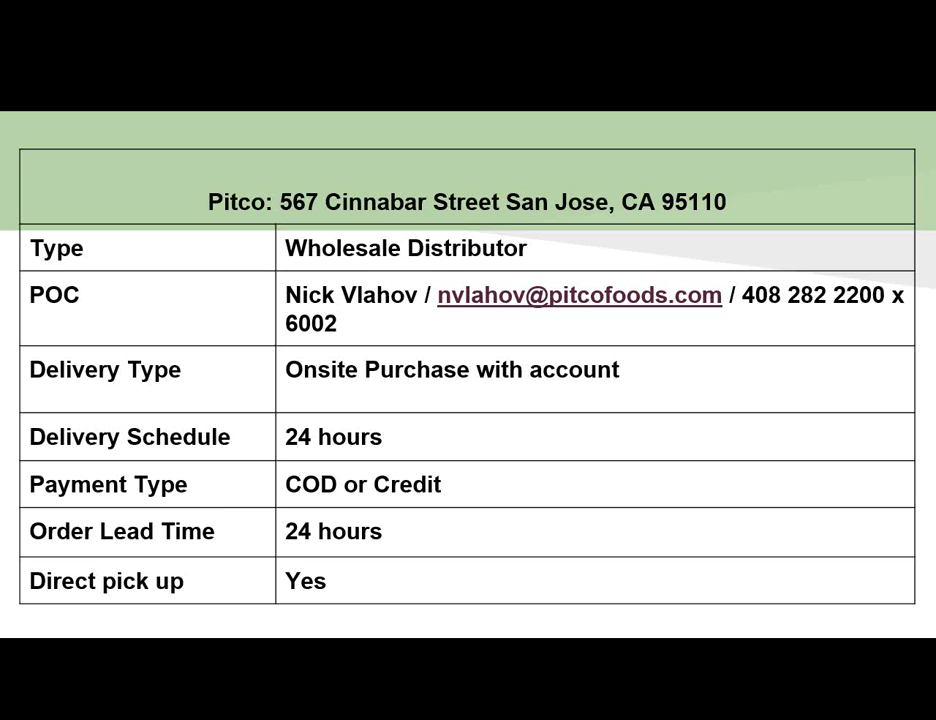 Pitco: 567 Cinnabar Street San Jose, CA 95110
Type Wholesale Distributor
POC Nick Vlahov / nvlahov@pitcofoods.com / 408 282 2200 x
6002
Delivery Type Onsite Purchase with account
Delivery Schedule 24 hours
Payment Type COD or Credit
Order Lead Time 24 hours
Direct pick up Yes